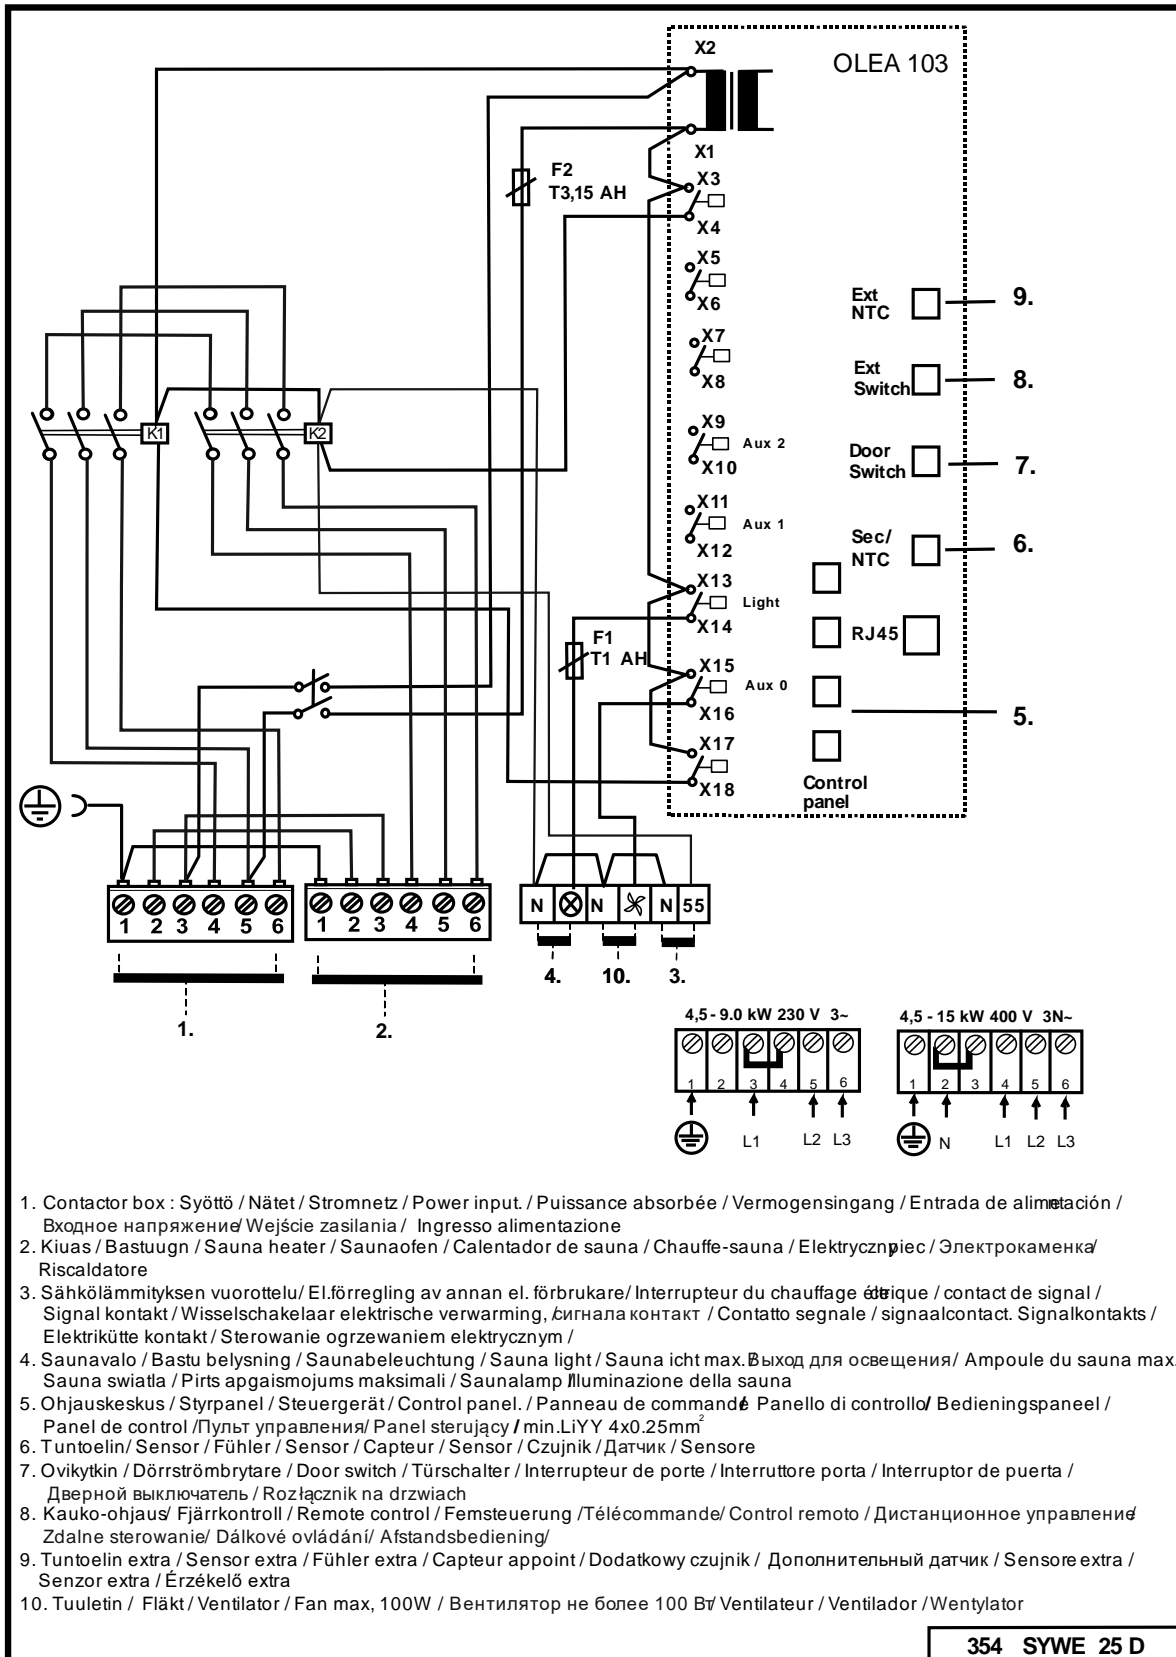 X2
OLEA 103
X1
F2
T3,15 AH
X3
X4
X5
X6
X7
X8
X9
Aux 2
X10
X11
Aux 1
X12
X13
Light
X14
F1
T1 AH
X15
Aux 0
X16
X17
X18
Ext
NTC
9.
Ext
Switch
8.
Door
Switch
7.
Sec/
NTC
6.
RJ45
5.
Control
panel
K1
K2
1 2 3 4 5 6
1 2 3 4 5 6
N N N 55
4. 10. 3.
1. 2.
4,5 - 9.0 kW 230 V 3~
1 2 3 4 5 6
L1 L2 L3
4,5 - 15 kW 400 V 3N~
1 2 3 4 5 6
N L1 L2 L3
1. Contactor box : Syöttö / Nätet / Stromnetz / Power input. / Puissance absorbée / Vermogensingang / Entrada de alimetación /
Входное напряжение/ Wejście zasilania / Ingresso alimentazione
2. Kiuas / Bastuugn / Sauna heater / Saunaofen / Calentador de sauna / Chauffe-sauna / Elektryczny piec / Электрокаменка/
Riscaldatore
3. Sähkölämmityksen vuorottelu/ El.förregling av annan el. förbrukare/ Interrupteur du chauffage / contact de signal /
Signal kontakt / Wisselschakelaar elektrische verwarming, /сигнала контакт / Contatto segnale / signaalcontact. Signalkontakts /
Elektrikütte kontakt / Sterowanie ogrzewaniem elektrycznym /
4. Saunavalo / Bastu belysning / Saunabeleuchtung / Sauna light / Sauna icht max. Выход для освещения/ Ampoule du sauna max.
Sauna swiatla / Pirts apgaismojums maksimali / Saunalamp Illuminazione della sauna
5. Ohjauskeskus / Styrpanel / Steuergerät / Control panel. / Panneau de commande/ Panello di controllo/ Bedieningspaneel /
Panel de control /Пульт управления/ Panel sterujący / min.LiYY 4x0.25mm²
6. Tuntoelin/ Sensor / Fühler / Sensor / Capteur / Sensor / Czujnik / Датчик / Sensore
7. Ovikytkin / Dörrströmbrytare / Door switch / Türschalter / Interrupteur de porte / Interruttore porta / Interruptor de puerta /
Дверной выключатель / Rozłącznik na drzwiach
8. Kauko-ohjaus/ Fjärrkontroll / Remote control / Femsteuerung /Télécommande/ Control remoto / Дистанционное управление/
Zdalne sterowanie/ Dálkové ovládání/ Afstandsbediening/
9. Tuntoelin extra / Sensor extra / Fühler extra / Capteur appoint / Dodatkowy czujnik / Дополнительный датчик / Sensore extra /
Senzor extra / Érzékelő extra
10. Tuuletin / Fläkt / Ventilator / Fan max, 100W / Вентилятор не более 100 Вт/ Ventilateur / Ventilador / Wentylator
354 SYWE 25 D